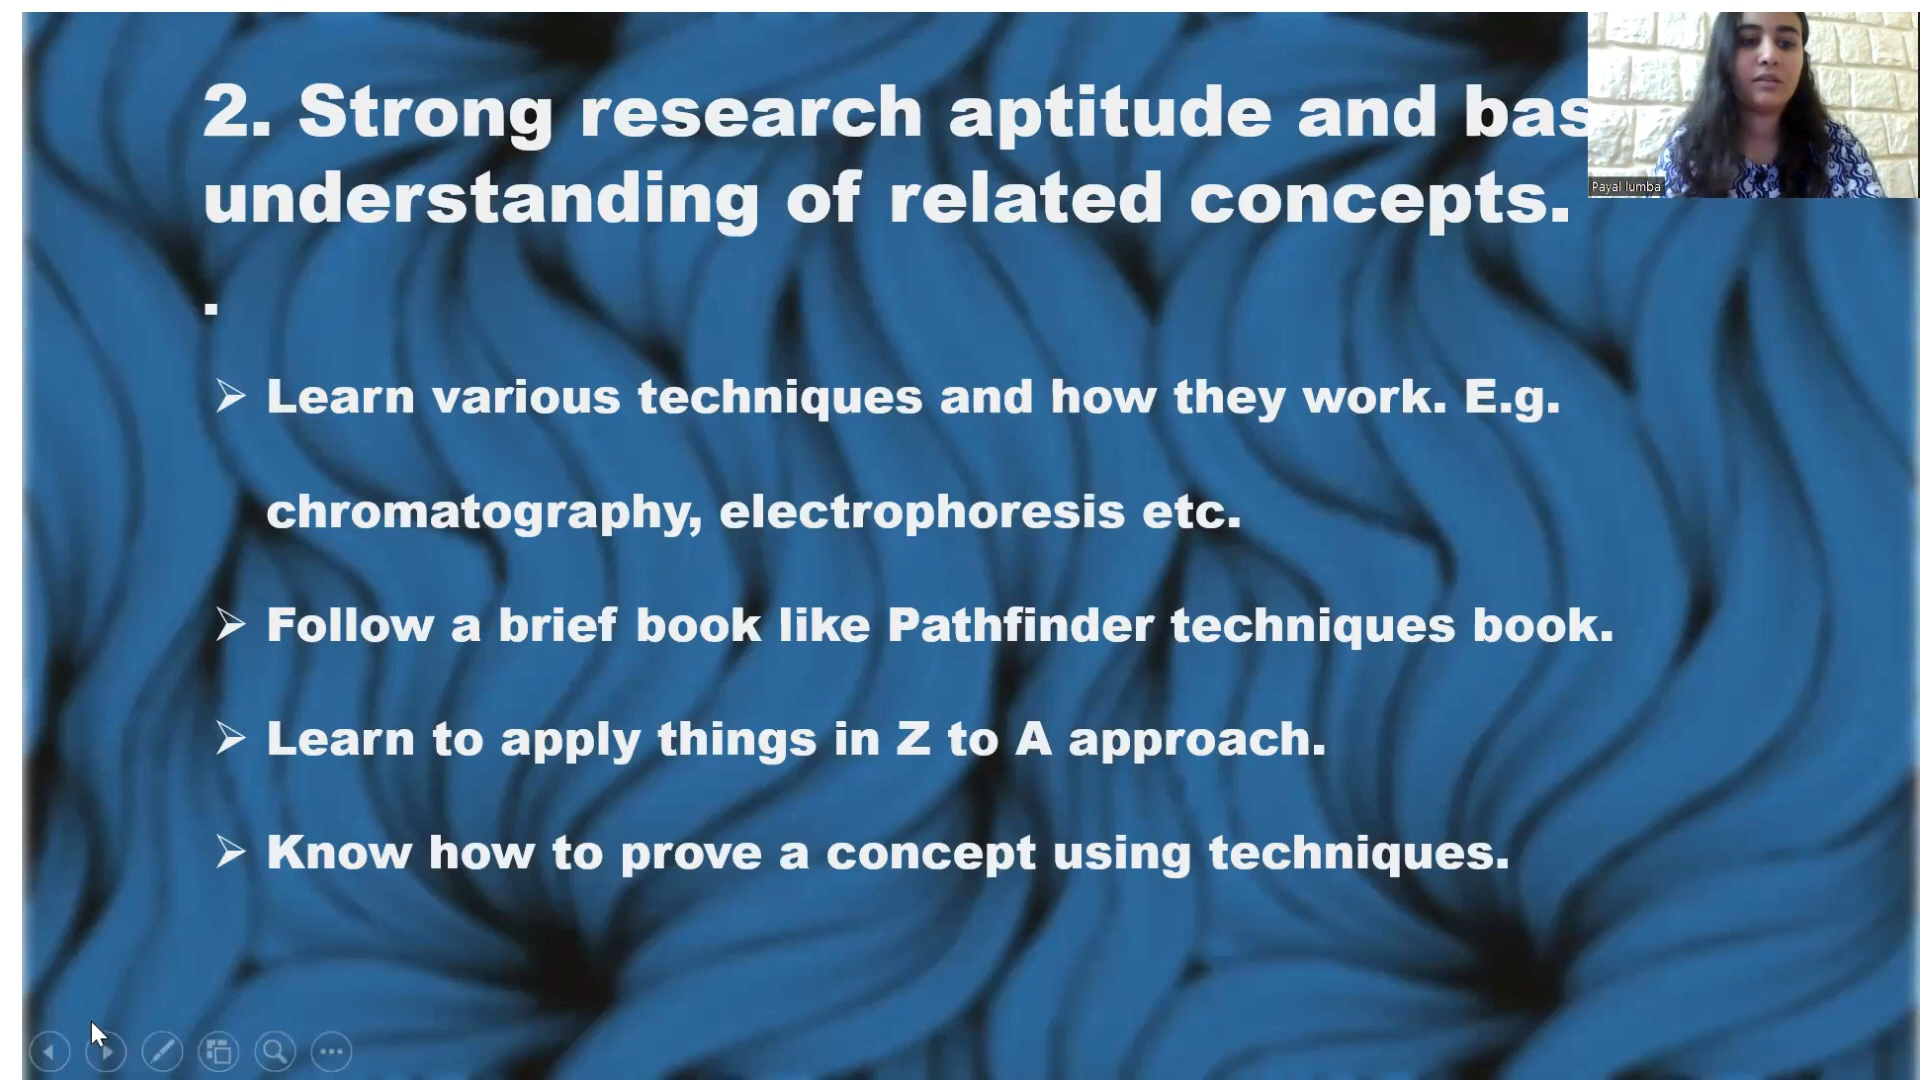 2. Strong research aptitude and bas
understanding of related concepts.
.
➢ Learn various techniques and how they work. E.g.
chromatography, electrophoresis etc.
➢ Follow a brief book like Pathfinder techniques book.
➢ Learn to apply things in Z to A approach.
➢ Know how to prove a concept using techniques.
Payal lumba